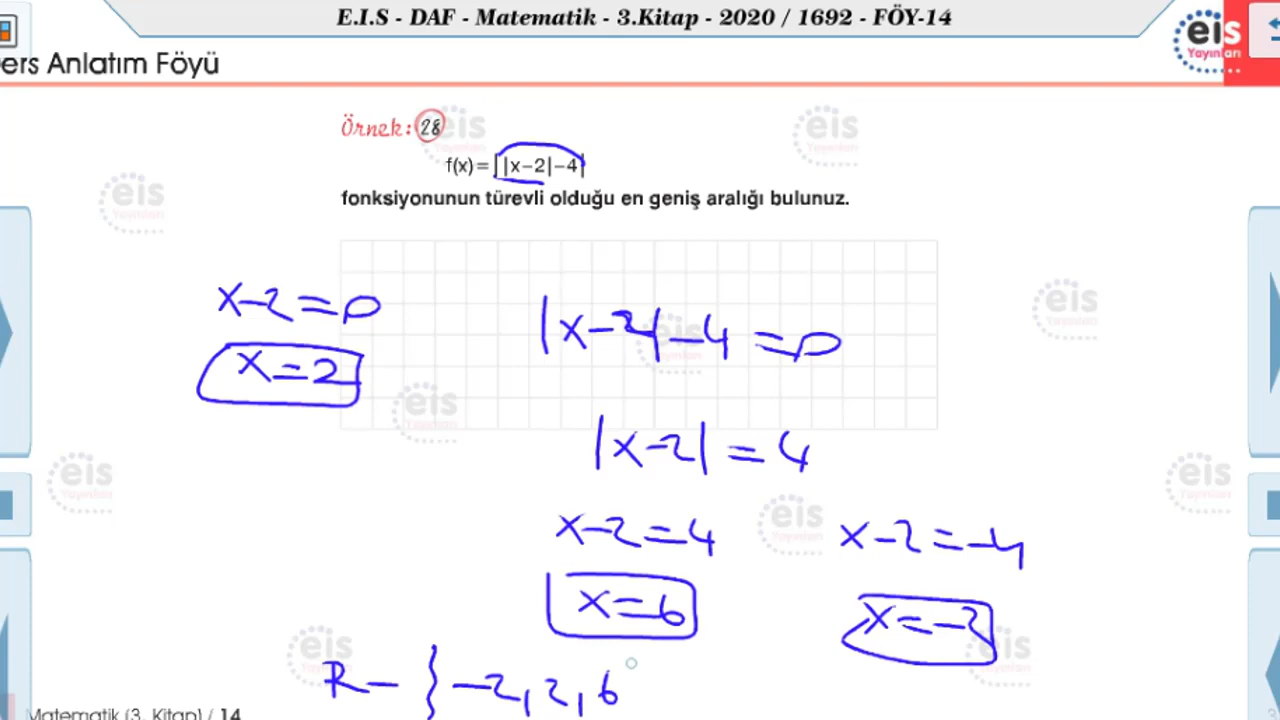 E.I.S - DAF - Matematik - 3.Kitap - 2020 / 1692 - FÖY-14
eis
Yayınları
ers Anlatım Föyü
Örnek: 28
f(x) = ||x-2|-4|
fonksiyonunun türevli olduğu en geniş aralığı bulunuz.
x-2=0
|x-2|-4=0
x=2
|x-2|=4
x-2=4
x-2=-4
x=6
x=-2
R- } -2, 2, 6
Matematik (3. Kitap) / 14